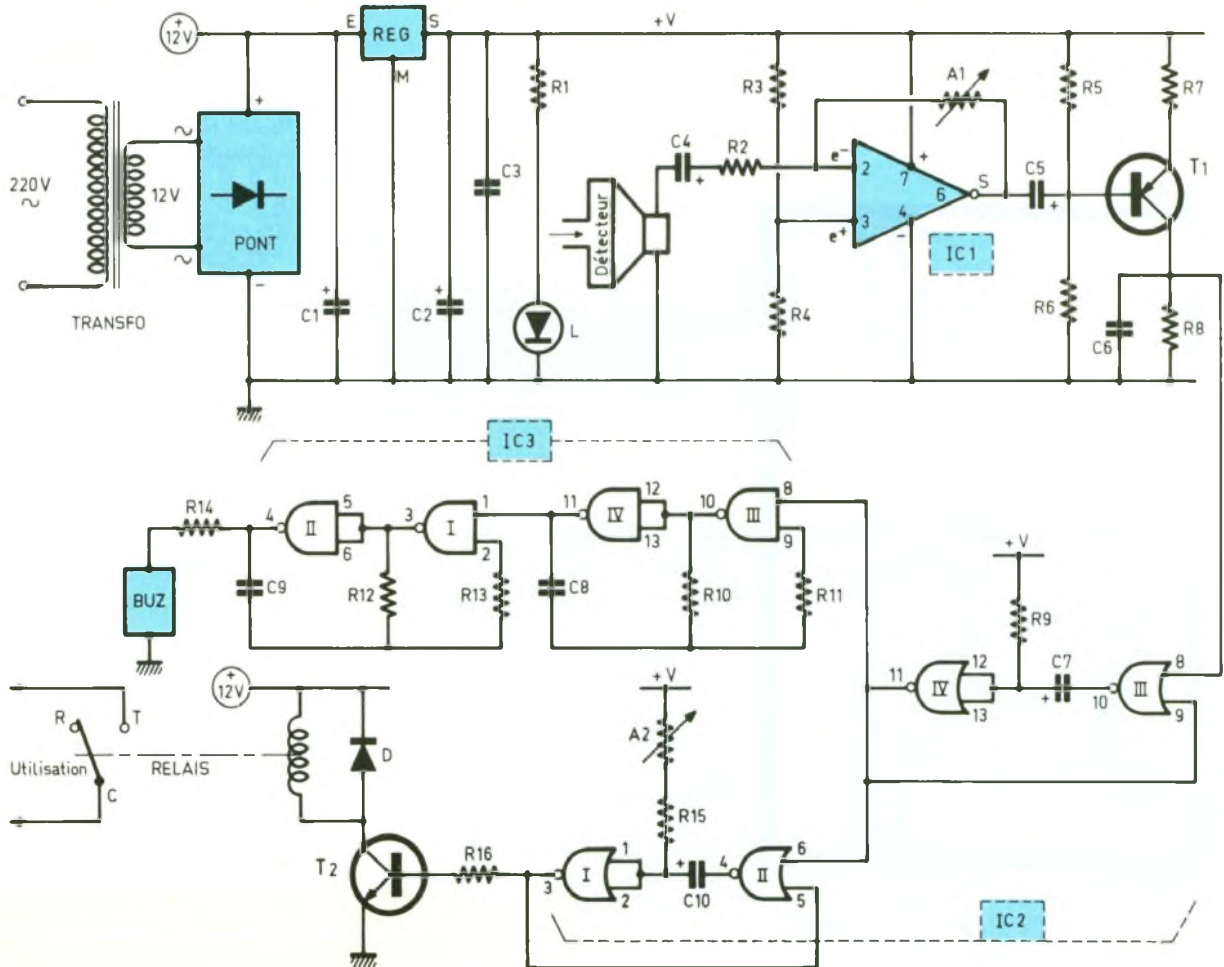 +
12V
E
REG
S
+V
M
R1
R3
A1
R5
R7
+
C4
R2
e−
2
+
7
S
6
C5
T1
220V
~
12V
~
PONT
~
−
+
C3
+
Détecteur
3
e+
4
−
+
IC1
TRANSFO
+
C1
+
C2
L
R4
R6
C6
R8
IC3
R14
4
II
5
6
3
I
1
2
11
IV
12
13
10
III
8
9
+V
BUZ
C9
R12
R13
C8
R10
R11
R9
11
IV
12
13
C7
+
10
III
8
9
+
12V
+V
R
T
A2
Utilisation
RELAIS
D
C
R15
T2
R16
3
I
1
2
+
C10
4
II
6
5
IC2